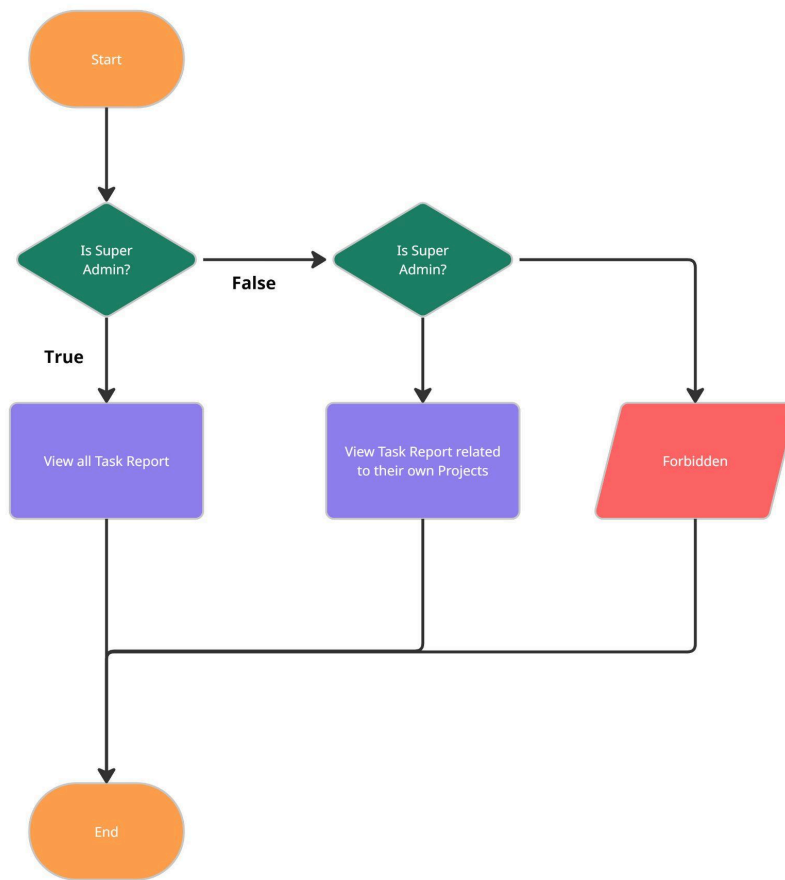 Start
Is Super
Admin?
Is Super
Admin?
False
True
View all Task Report
View Task Report related
to their own Projects
Forbidden
End